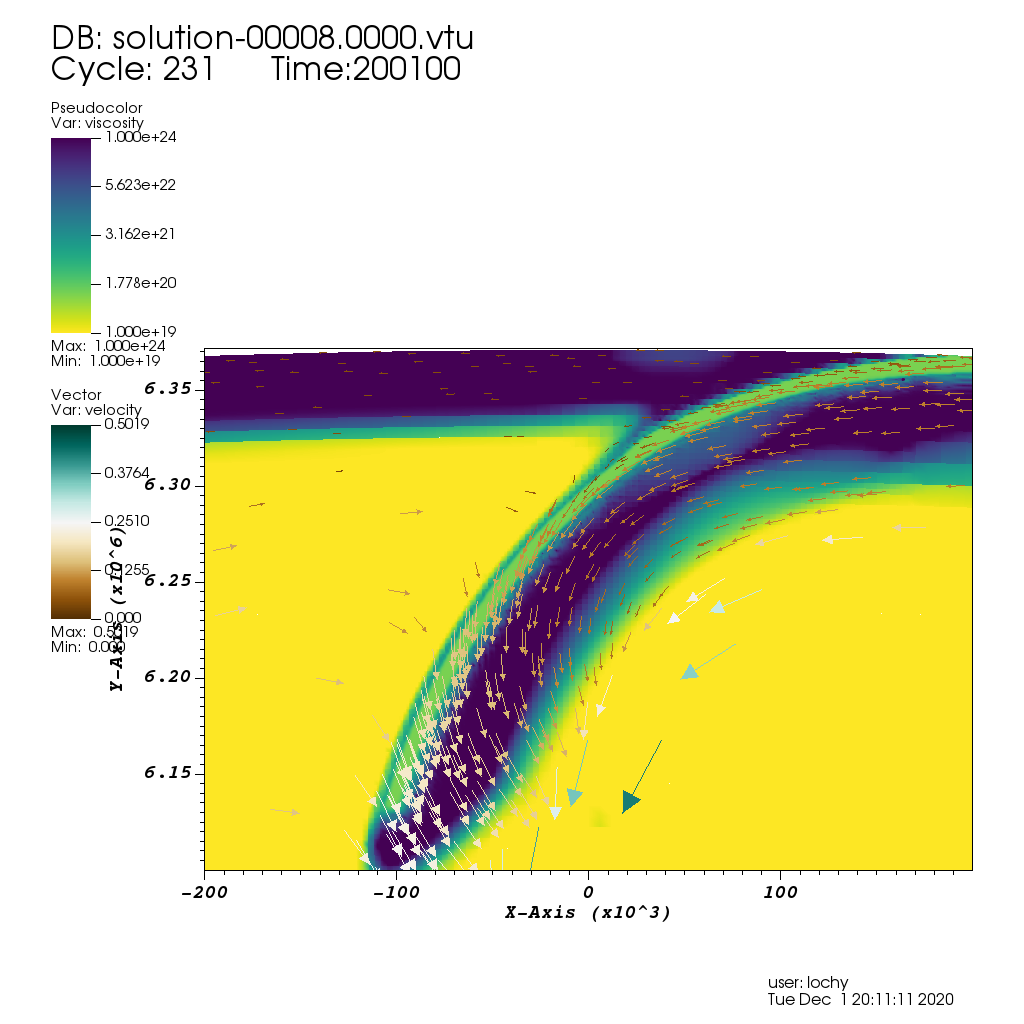 DB: solution-00008.0000.vtu
Cycle: 231 Time:200100
Pseudocolor
Var: viscosity
1.000e+24
5.623e+22
3.162e+21
1.778e+20
1.000e+19
Max: 1.000e+24
Min: 1.000e+19
Vector
Var: velocity
0.5019
0.3764
0.2510
0.1255
0.000
Max: 0.5019
Min: 0.000
Y-Axis (x10^6)
6.35
6.30
6.25
6.20
6.15
-200
-100
0
100
X-Axis (x10^3)
user: lochy
Tue Dec 1 20:11:11 2020